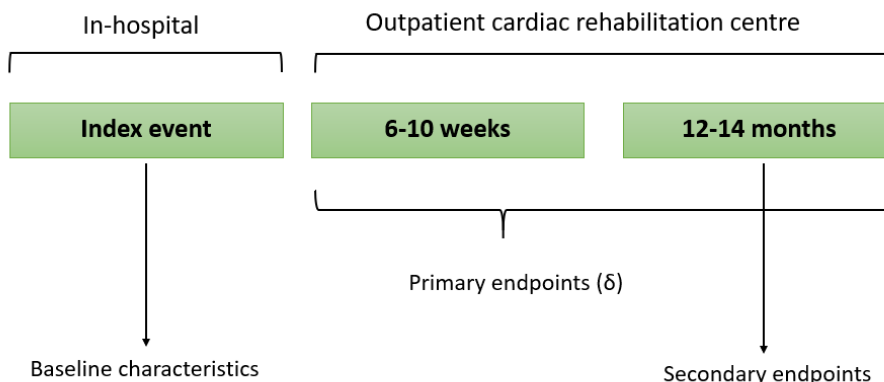 In-hospital
Outpatient cardiac rehabilitation centre
Index event
6-10 weeks
12-14 months
Primary endpoints (δ)
Baseline characteristics
Secondary endpoints